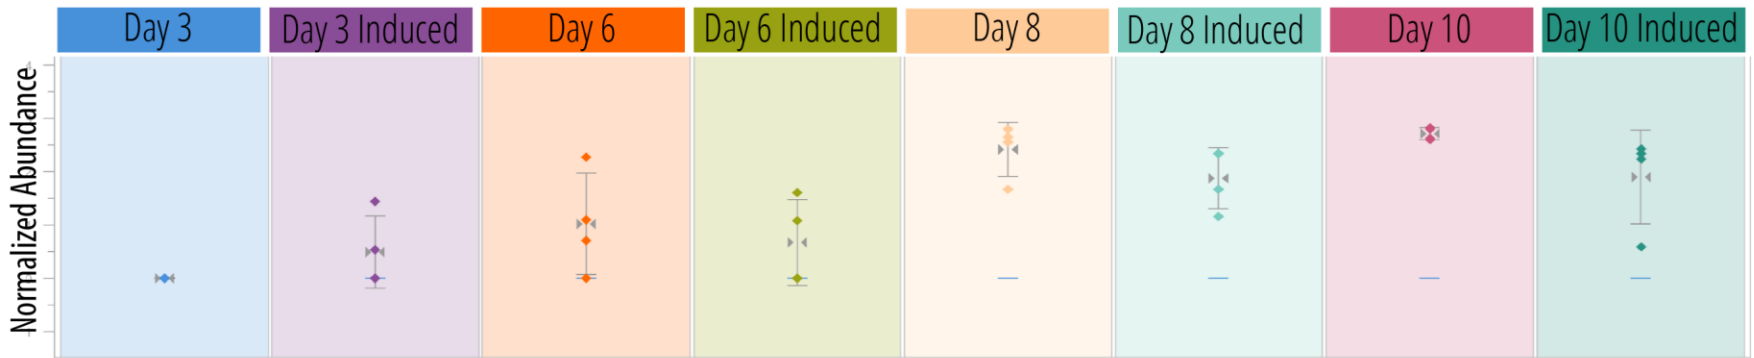 Day 3
Day 3 Induced
Day 6
Day 6 Induced
Day 8
Day 8 Induced
Day 10
Day 10 Induced
Normalized Abundance